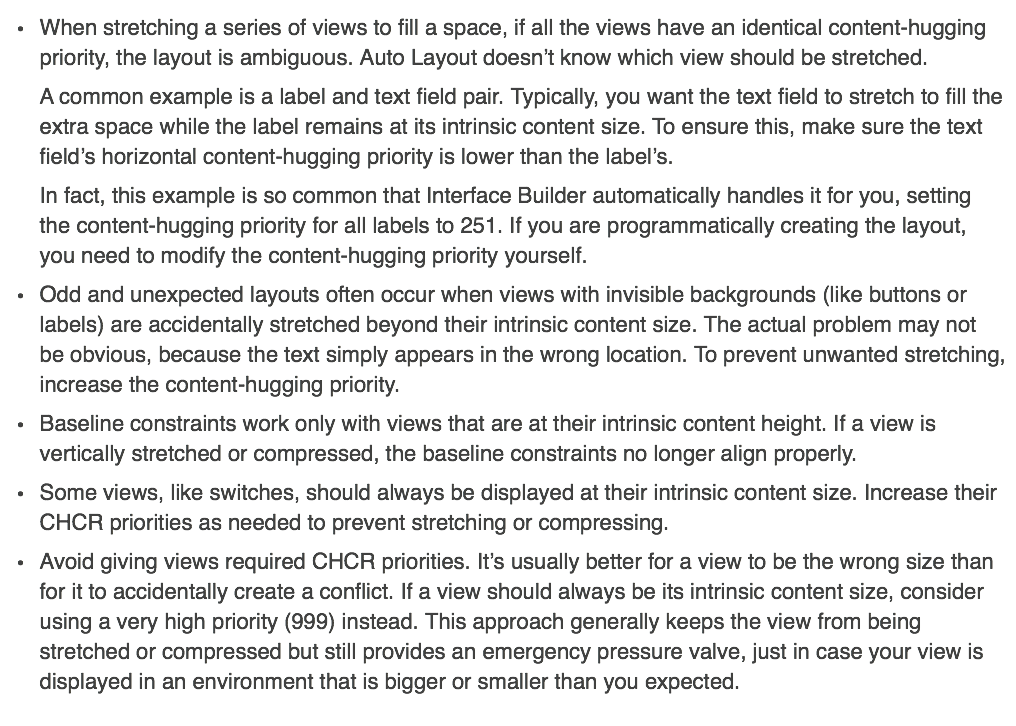 • When stretching a series of views to fill a space, if all the views have an identical content-hugging
priority, the layout is ambiguous. Auto Layout doesn’t know which view should be stretched.
A common example is a label and text field pair. Typically, you want the text field to stretch to fill the
extra space while the label remains at its intrinsic content size. To ensure this, make sure the text
field’s horizontal content-hugging priority is lower than the label’s.
In fact, this example is so common that Interface Builder automatically handles it for you, setting
the content-hugging priority for all labels to 251. If you are programmatically creating the layout,
you need to modify the content-hugging priority yourself.
• Odd and unexpected layouts often occur when views with invisible backgrounds (like buttons or
labels) are accidentally stretched beyond their intrinsic content size. The actual problem may not
be obvious, because the text simply appears in the wrong location. To prevent unwanted stretching,
increase the content-hugging priority.
• Baseline constraints work only with views that are at their intrinsic content height. If a view is
vertically stretched or compressed, the baseline constraints no longer align properly.
• Some views, like switches, should always be displayed at their intrinsic content size. Increase their
CHCR priorities as needed to prevent stretching or compressing.
• Avoid giving views required CHCR priorities. It’s usually better for a view to be the wrong size than
for it to accidentally create a conflict. If a view should always be its intrinsic content size, consider
using a very high priority (999) instead. This approach generally keeps the view from being
stretched or compressed but still provides an emergency pressure valve, just in case your view is
displayed in an environment that is bigger or smaller than you expected.